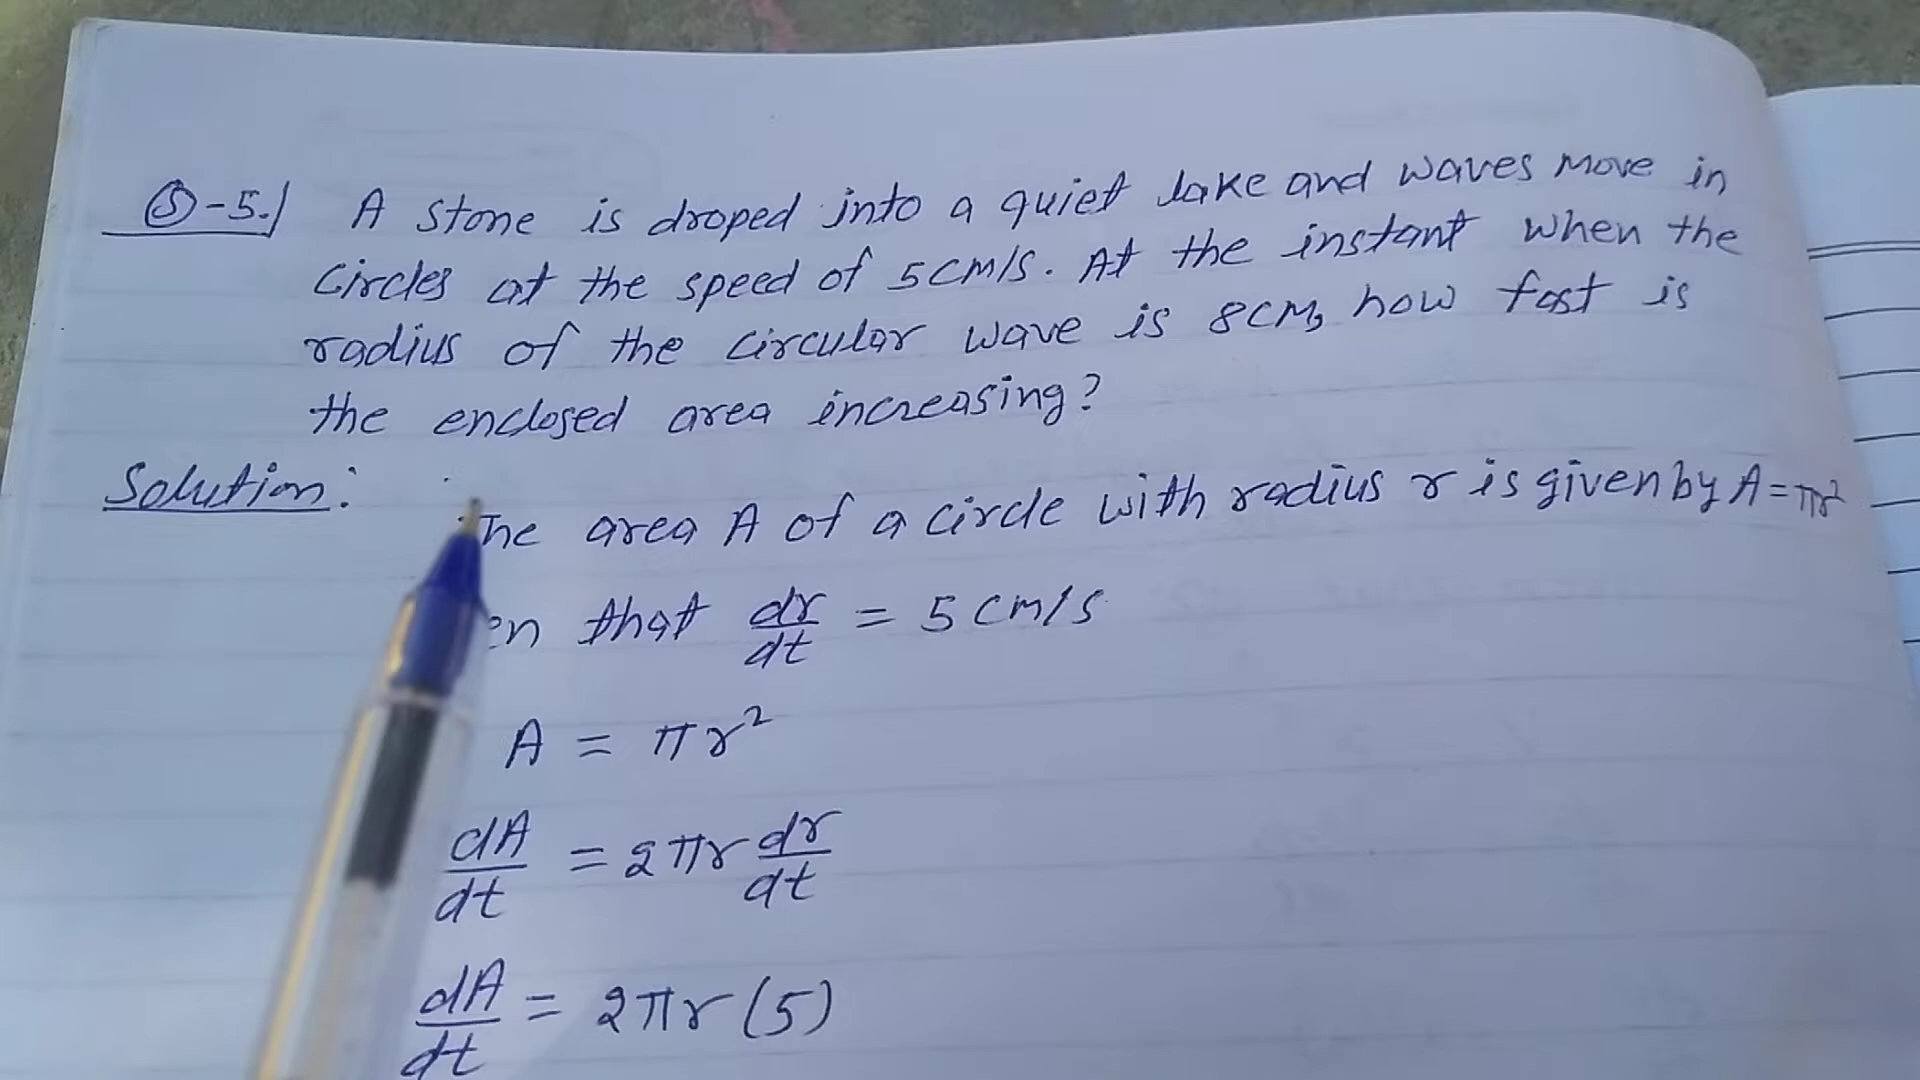 Q-5./ A stone is droped into a quiet lake and waves move in
circles at the speed of 5cm/s. At the instant when the
radius of the circular wave is 8cm, how fast is
the enclosed area increasing?
Solution:
The area A of a circle with radius r is given by A=πr²
that dr/dt = 5cm/s
A = πr²
dA/dt = 2πr dr/dt
dA/dt = 2πr(5)